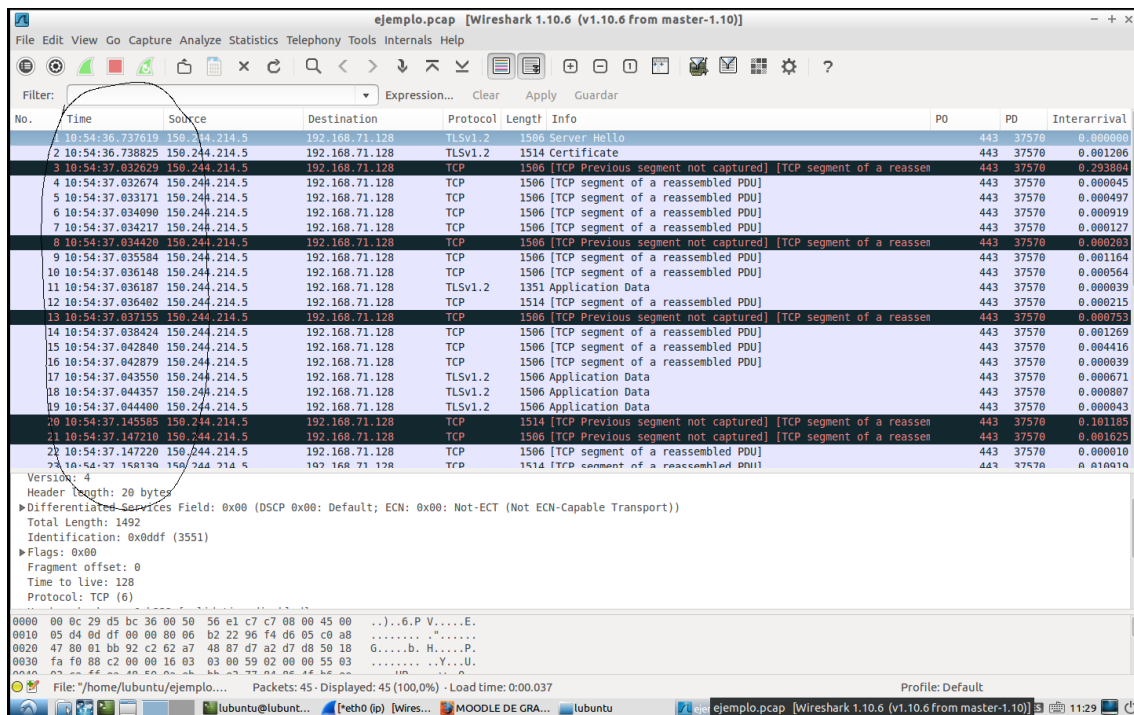 ejemplo.pcap [Wireshark 1.10.6 (v1.10.6 from master-1.10)]
File Edit View Go Capture Analyze Statistics Telephony Tools Internals Help
Filter: Expression... Clear Apply Guardar
No. Time Source Destination Protocol Length Info PO PD Interarrival
1 10:54:36.737619 150.244.214.5 192.168.71.128 TLSv1.2 1506 Server Hello 443 37570 0.000000
2 10:54:36.738825 150.244.214.5 192.168.71.128 TLSv1.2 1514 Certificate 443 37570 0.001206
3 10:54:37.032629 150.244.214.5 192.168.71.128 TCP 1506 [TCP Previous segment not captured] [TCP segment of a reassem 443 37570 0.293804
4 10:54:37.032674 150.244.214.5 192.168.71.128 TCP 1506 [TCP segment of a reassembled PDU] 443 37570 0.000045
5 10:54:37.033171 150.244.214.5 192.168.71.128 TCP 1506 [TCP segment of a reassembled PDU] 443 37570 0.000497
6 10:54:37.034090 150.244.214.5 192.168.71.128 TCP 1506 [TCP segment of a reassembled PDU] 443 37570 0.000919
7 10:54:37.034217 150.244.214.5 192.168.71.128 TCP 1506 [TCP segment of a reassembled PDU] 443 37570 0.000127
8 10:54:37.034420 150.244.214.5 192.168.71.128 TCP 1506 [TCP Previous segment not captured] [TCP segment of a reassem 443 37570 0.000203
9 10:54:37.035584 150.244.214.5 192.168.71.128 TCP 1506 [TCP segment of a reassembled PDU] 443 37570 0.001164
10 10:54:37.036148 150.244.214.5 192.168.71.128 TCP 1506 [TCP segment of a reassembled PDU] 443 37570 0.000564
11 10:54:37.036187 150.244.214.5 192.168.71.128 TLSv1.2 1351 Application Data 443 37570 0.000039
12 10:54:37.036402 150.244.214.5 192.168.71.128 TCP 1514 [TCP segment of a reassembled PDU] 443 37570 0.000215
13 10:54:37.037155 150.244.214.5 192.168.71.128 TCP 1506 [TCP Previous segment not captured] [TCP segment of a reassem 443 37570 0.000753
14 10:54:37.038424 150.244.214.5 192.168.71.128 TCP 1506 [TCP segment of a reassembled PDU] 443 37570 0.001269
15 10:54:37.042840 150.244.214.5 192.168.71.128 TCP 1506 [TCP segment of a reassembled PDU] 443 37570 0.004416
16 10:54:37.042879 150.244.214.5 192.168.71.128 TCP 1506 [TCP segment of a reassembled PDU] 443 37570 0.000039
17 10:54:37.043550 150.244.214.5 192.168.71.128 TLSv1.2 1506 Application Data 443 37570 0.000671
18 10:54:37.044357 150.244.214.5 192.168.71.128 TLSv1.2 1506 Application Data 443 37570 0.000807
19 10:54:37.044400 150.244.214.5 192.168.71.128 TLSv1.2 1506 Application Data 443 37570 0.000043
20 10:54:37.145585 150.244.214.5 192.168.71.128 TCP 1514 [TCP Previous segment not captured] [TCP segment of a reassem 443 37570 0.101185
21 10:54:37.147210 150.244.214.5 192.168.71.128 TCP 1506 [TCP Previous segment not captured] [TCP segment of a reassem 443 37570 0.001625
22 10:54:37.147220 150.244.214.5 192.168.71.128 TCP 1506 [TCP segment of a reassembled PDU] 443 37570 0.000010
23 10:54:37.158139 150.244.214.5 192.168.71.128 TCP 1514 [TCP segment of a reassembled PDU] 443 37570 0.010919
Version: 4
Header length: 20 bytes
Differentiated Services Field: 0x00 (DSCP 0x00: Default; ECN: 0x00: Not-ECT (Not ECN-Capable Transport))
Total Length: 1492
Identification: 0x0ddf (3551)
Flags: 0x00
Fragment offset: 0
Time to live: 128
Protocol: TCP (6)
0000 00 0c 29 d5 bc 36 00 50 56 e1 c7 c7 08 00 45 00 ..)..6.P V.....E.
0010 05 d4 0d df 00 00 80 06 b2 22 96 f4 d6 05 c0 a8 ........ ."......
0020 47 80 01 bb 92 c2 62 a7 48 87 d7 a2 d7 d8 50 18 G.....b. H.....P.
0030 fa f0 88 c2 00 00 16 03 03 00 59 02 00 00 55 03 ........ ..Y...U.
File: "/home/lubuntu/ejemplo.... Packets: 45 · Displayed: 45 (100,0%) · Load time: 0:00.037 Profile: Default
lubuntu@lubunt... [*eth0 (ip) [Wires... MOODLE DE GRA... lubuntu eje ejemplo.pcap [Wireshark 1.10.6 (v1.10.6 from master-1.10)] ES 11:29